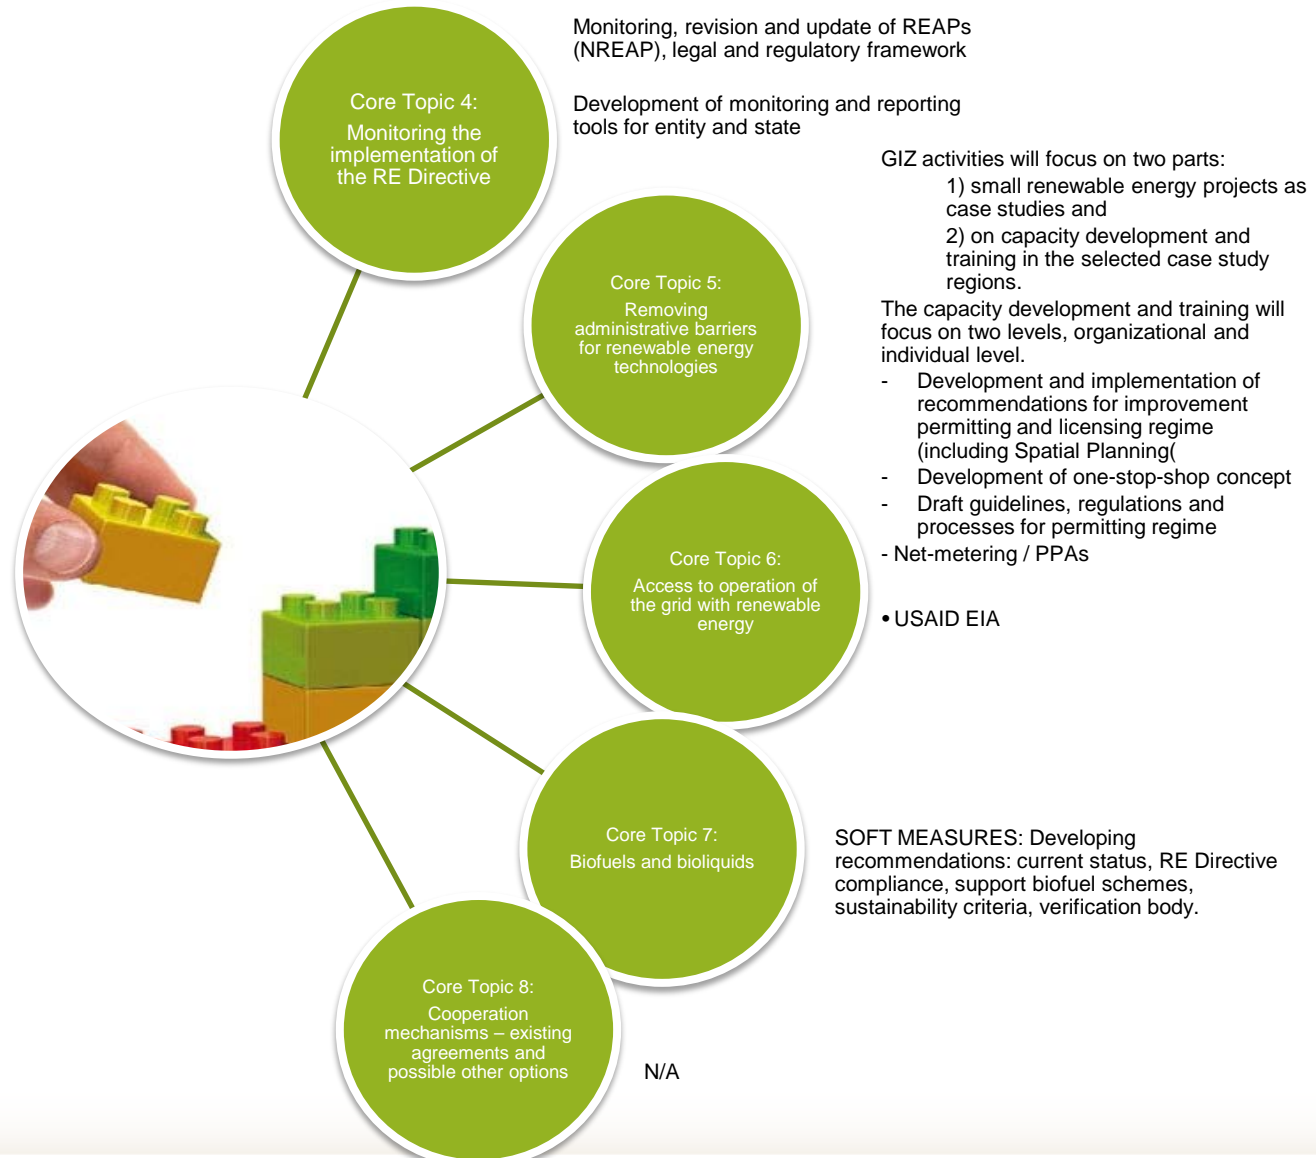 Monitoring, revision and update of REAPs
(NREAP), legal and regulatory framework
Development of monitoring and reporting
tools for entity and state
Core Topic 4:
Monitoring the
implementation of
the RE Directive
GIZ activities will focus on two parts:
1) small renewable energy projects as
case studies and
2) on capacity development and
training in the selected case study
regions.
The capacity development and training will
focus on two levels, organizational and
individual level.
- Development and implementation of
recommendations for improvement
permitting and licensing regime
(including Spatial Planning(
- Development of one-stop-shop concept
- Draft guidelines, regulations and
processes for permitting regime
- Net-metering / PPAs
Core Topic 5:
Removing
administrative barriers
for renewable energy
technologies
Core Topic 6:
Access to operation of
the grid with renewable
energy
• USAID EIA
Core Topic 7:
Biofuels and bioliquids
SOFT MEASURES: Developing
recommendations: current status, RE Directive
compliance, support biofuel schemes,
sustainability criteria, verification body.
Core Topic 8:
Cooperation
mechanisms – existing
agreements and
possible other options
N/A